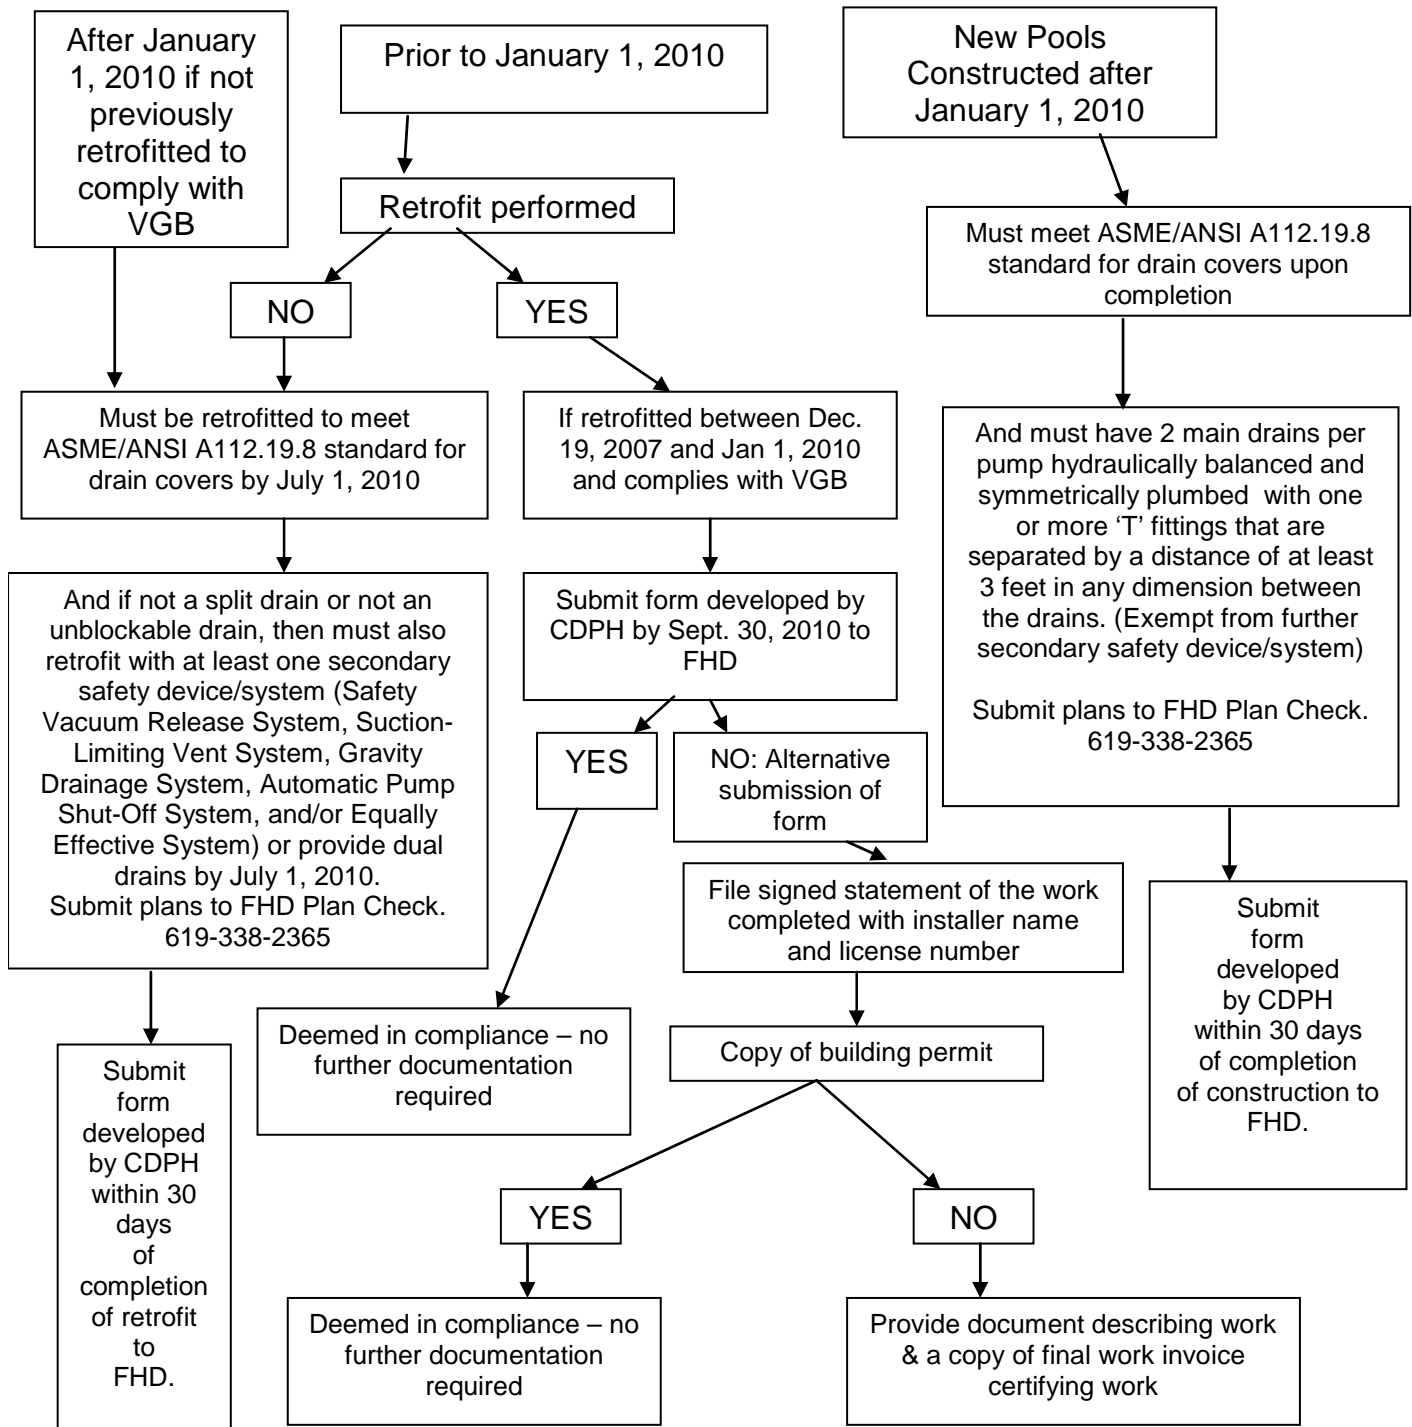 After January
1, 2010 if not
previously
retrofitted to
comply with
VGB
Prior to January 1, 2010
New Pools
Constructed after
January 1, 2010
Retrofit performed
Must meet ASME/ANSI A112.19.8
standard for drain covers upon
completion
NO
YES
Must be retrofitted to meet
ASME/ANSI A112.19.8 standard for
drain covers by July 1, 2010
If retrofitted between Dec.
19, 2007 and Jan 1, 2010
and complies with VGB
And must have 2 main drains per
pump hydraulically balanced and
symmetrically plumbed with one
or more ‘T’ fittings that are
separated by a distance of at least
3 feet in any dimension between
the drains. (Exempt from further
secondary safety device/system)
Submit plans to FHD Plan Check.
619-338-2365
And if not a split drain or not an
unblockable drain, then must also
retrofit with at least one secondary
safety device/system (Safety
Vacuum Release System, Suction-
Limiting Vent System, Gravity
Drainage System, Automatic Pump
Shut-Off System, and/or Equally
Effective System) or provide dual
drains by July 1, 2010.
Submit plans to FHD Plan Check.
619-338-2365
Submit form developed by
CDPH by Sept. 30, 2010 to
FHD
YES
NO: Alternative
submission of
form
File signed statement of the work
completed with installer name
and license number
Submit
form
developed
by CDPH
within 30 days
of completion
of construction to
FHD.
Deemed in compliance – no
further documentation
required
Copy of building permit
Submit
form
developed
by CDPH
within 30
days
of
completion
of retrofit
to
FHD.
YES
NO
Deemed in compliance – no
further documentation
required
Provide document describing work
& a copy of final work invoice
certifying work